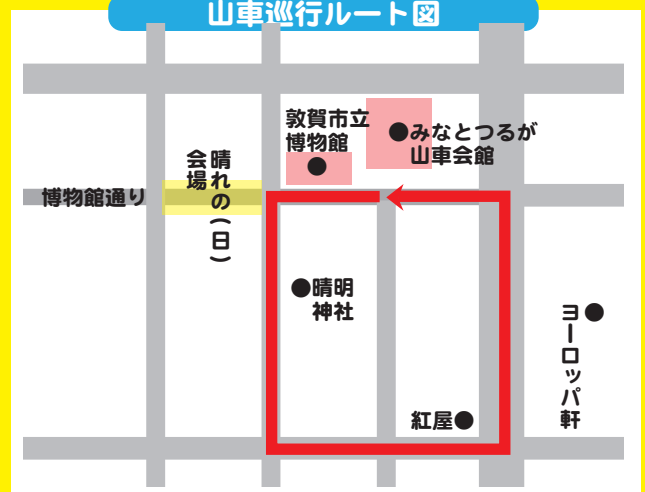 山車巡行ルート図
敦賀市立
博物館
●みなとつるが
山車会館
晴れの(日)
会場
博物館通り
●晴明
神社
ヨーロッパ軒●
紅屋●